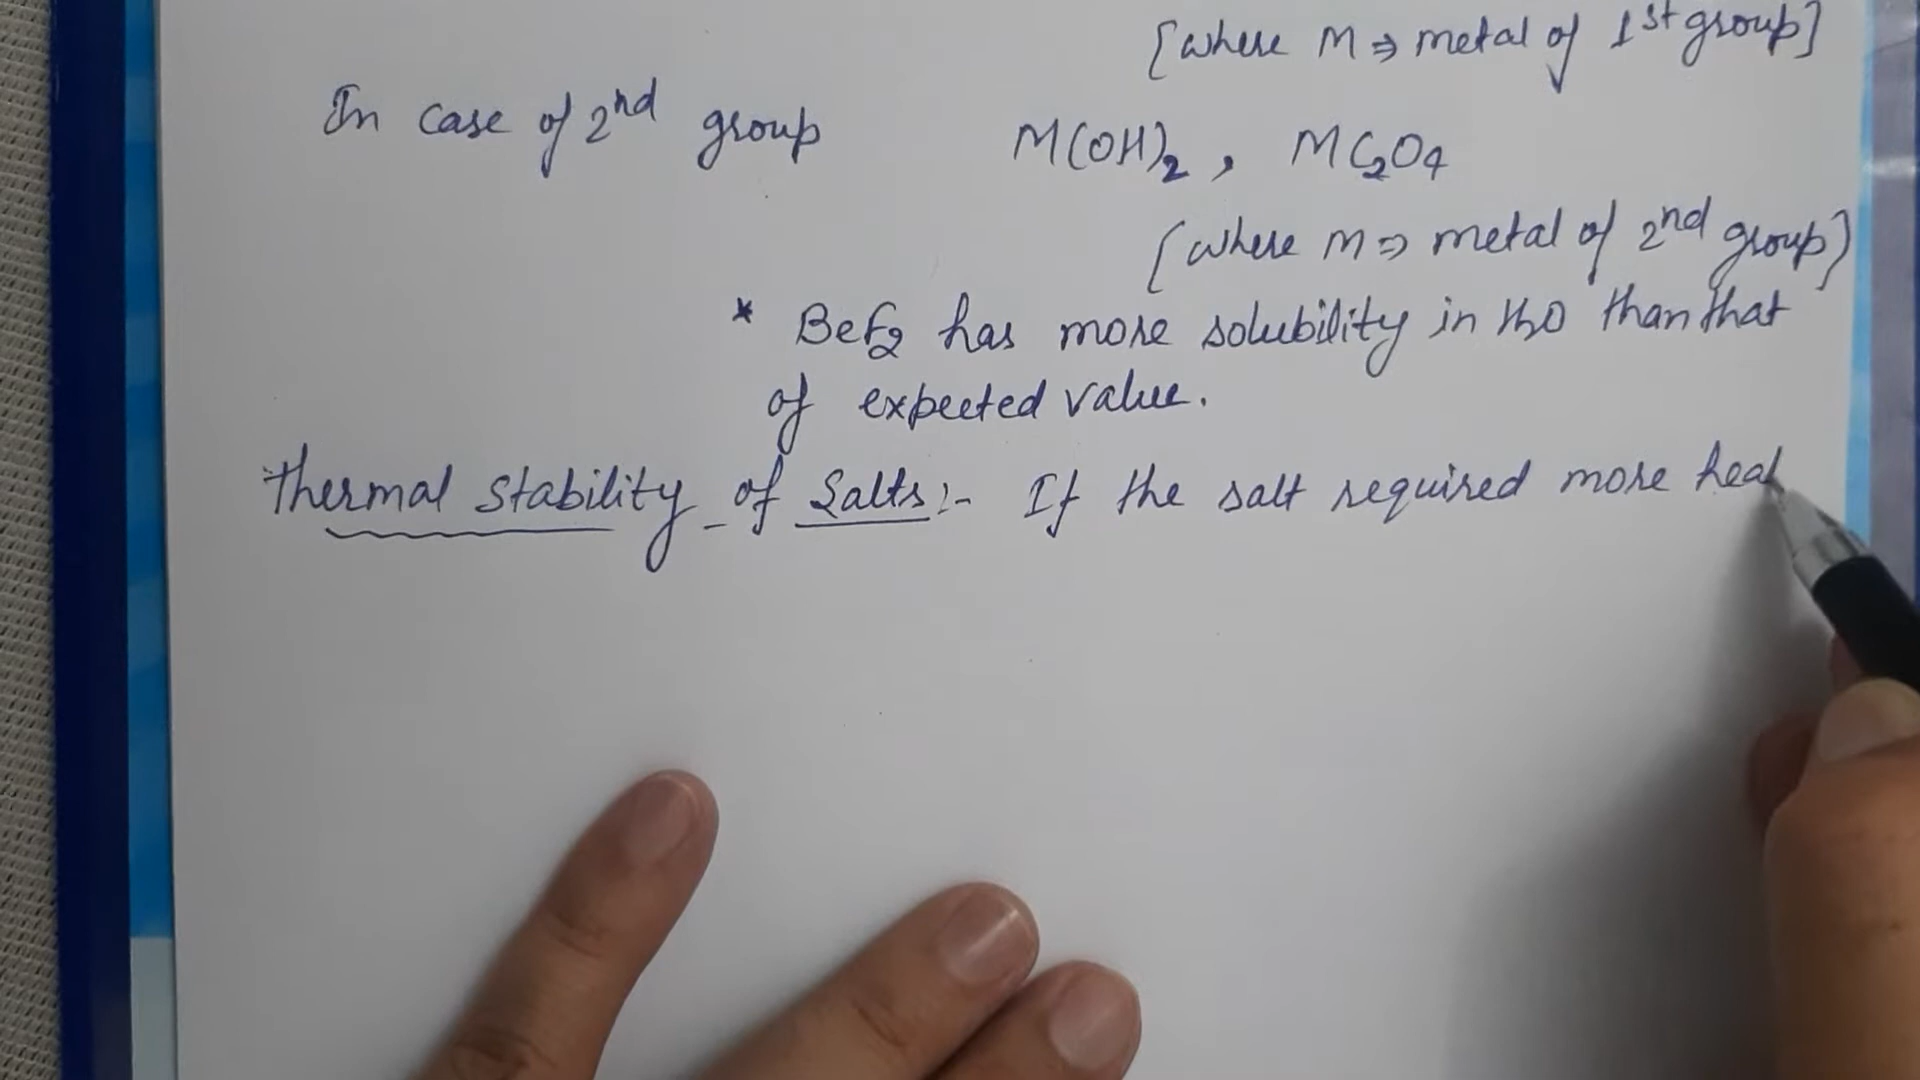 [where M ⇒ metal of 1st group]
In case of 2nd group M(OH)2, MC2O4
[where M ⇒ metal of 2nd group]
* BeF2 has more solubility in H2O than that
of expected value.
Thermal stability of Salts:- If the salt required more heat